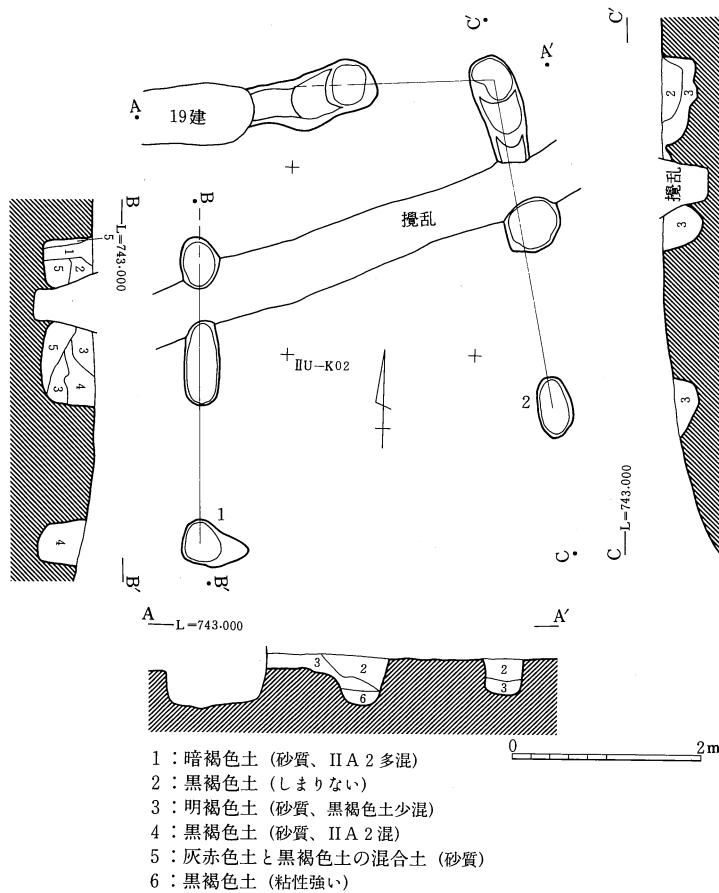 C′
C′
A′
A
19建
2
3
攪乱
3
3
B
B
L=743.000
5
1
2
5
攪乱
5
3
4
3
ⅡU-K02
2
1
4
L=743.000
C
C
B′
B′
A
L=743.000
A′
3
2
6
2
3
0
2m
1：暗褐色土（砂質、ⅡA2多混）
2：黒褐色土（しまりない）
3：明褐色土（砂質、黒褐色土少混）
4：黒褐色土（砂質、ⅡA2混）
5：灰赤色土と黒褐色土の混合土（砂質）
6：黒褐色土（粘性強い）